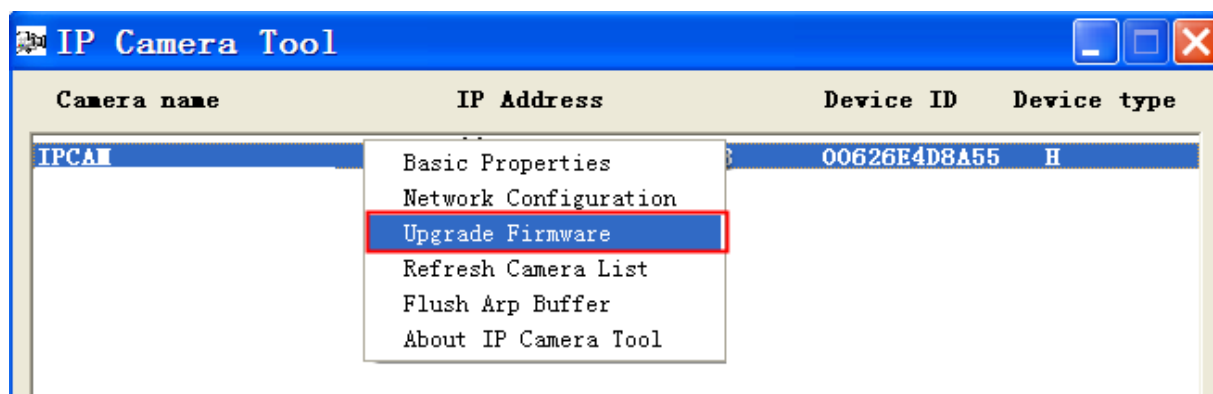 IP Camera Tool
Camera name IP Address Device ID Device type
IPCAM 00626E4D8A55 H
Basic Properties
Network Configuration
Upgrade Firmware
Refresh Camera List
Flush Arp Buffer
About IP Camera Tool